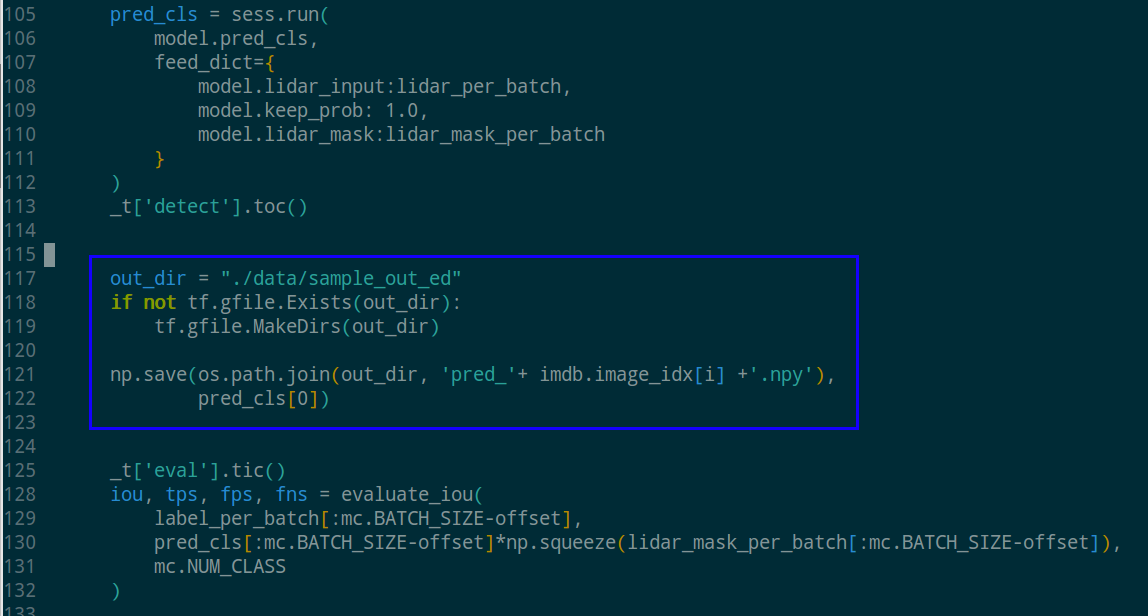 105 pred_cls = sess.run(
106 model.pred_cls,
107 feed_dict={
108 model.lidar_input:lidar_per_batch,
109 model.keep_prob: 1.0,
110 model.lidar_mask:lidar_mask_per_batch
111 }
112 )
113 _t['detect'].toc()
114
115
117 out_dir = "./data/sample_out_ed"
118 if not tf.gfile.Exists(out_dir):
119 tf.gfile.MakeDirs(out_dir)
120
121 np.save(os.path.join(out_dir, 'pred_'+ imdb.image_idx[i] +'.npy'),
122 pred_cls[0])
123
124
125 _t['eval'].tic()
128 iou, tps, fps, fns = evaluate_iou(
129 label_per_batch[:mc.BATCH_SIZE-offset],
130 pred_cls[:mc.BATCH_SIZE-offset]*np.squeeze(lidar_mask_per_batch[:mc.BATCH_SIZE-offset]),
131 mc.NUM_CLASS
132 )
133